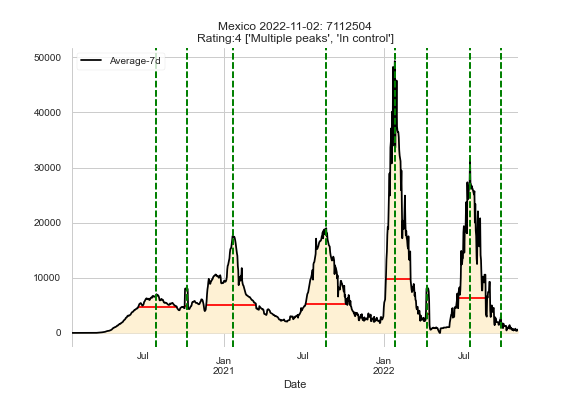 Mexico 2022-11-02: 7112504
Rating:4 ['Multiple peaks', 'In control']
Average-7d
50000
40000
30000
20000
10000
0
Jul
Jan
2021
Jul
Jan
2022
Jul
Date